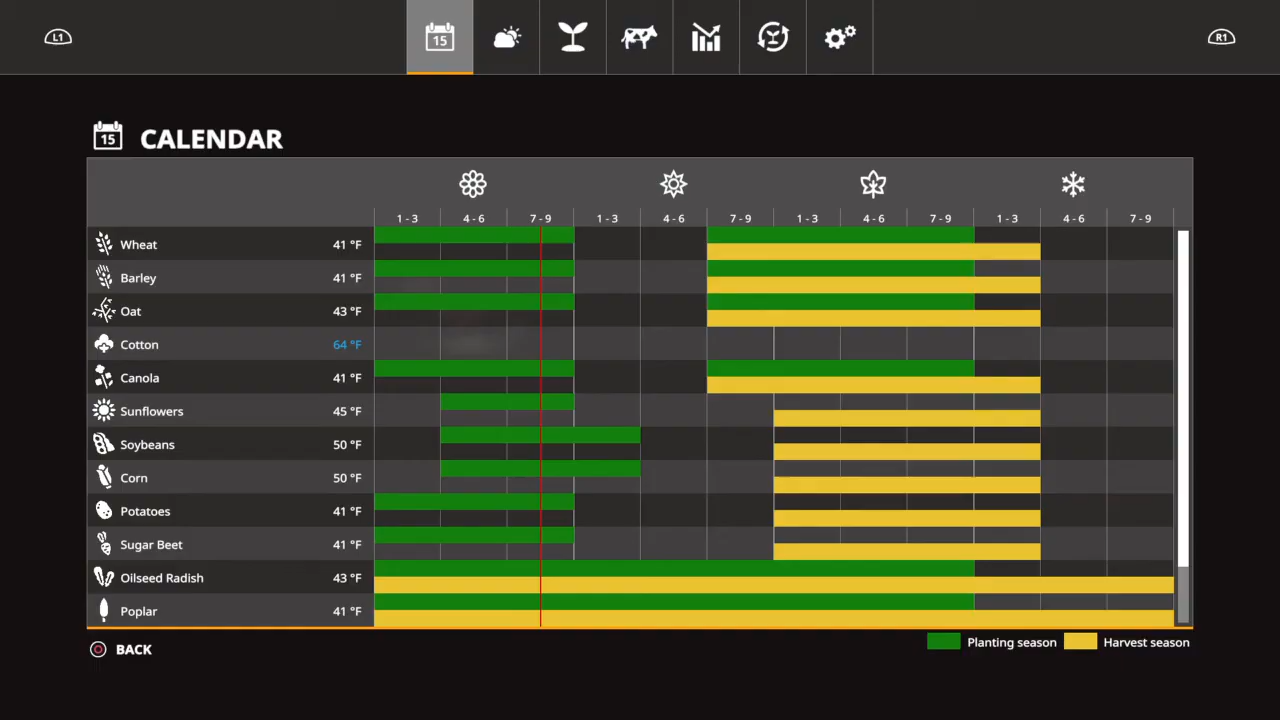 L1
15
R1
15 CALENDAR
1 - 3 4 - 6 7 - 9 1 - 3 4 - 6 7 - 9 1 - 3 4 - 6 7 - 9 1 - 3 4 - 6 7 - 9
Wheat 41 °F
Barley 41 °F
Oat 43 °F
Cotton 64 °F
Canola 41 °F
Sunflowers 45 °F
Soybeans 50 °F
Corn 50 °F
Potatoes 41 °F
Sugar Beet 41 °F
Oilseed Radish 43 °F
Poplar 41 °F
BACK
Planting season Harvest season